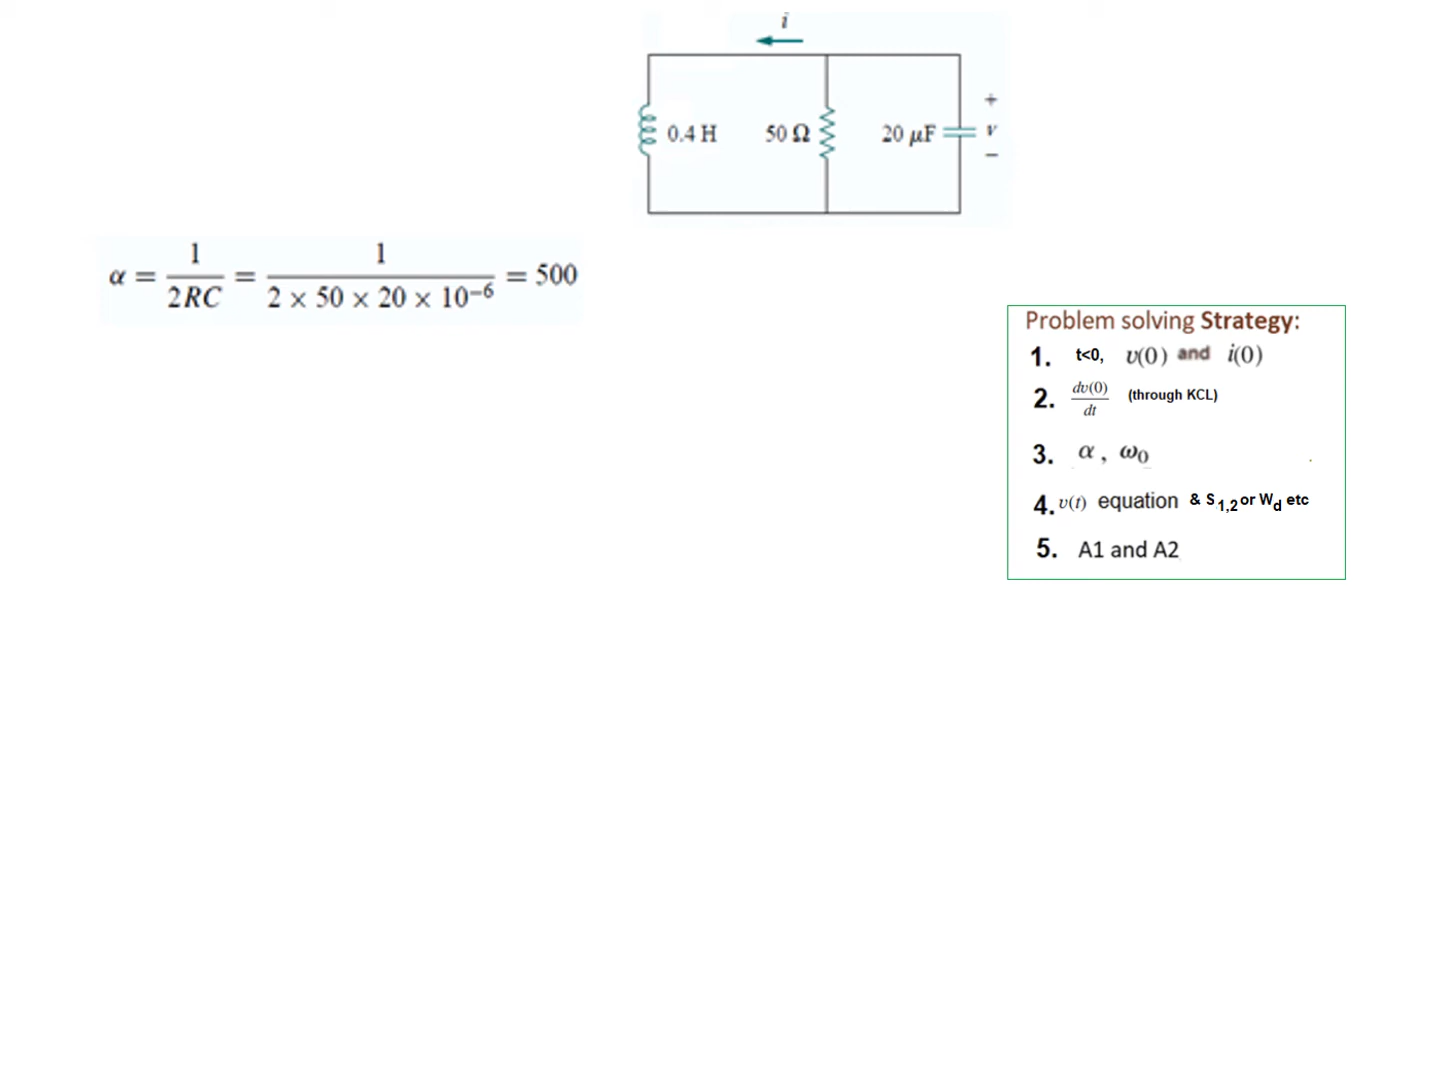 i
0.4 H 50 Ω 20 μF + v −
α = 1/2RC = 1/2 × 50 × 20 × 10⁻⁶ = 500
Problem solving Strategy:
1. t<0, v(0) and i(0)
2. dv(0)/dt (through KCL)
3. α , ω₀
4. v(t) equation & S₁,₂ or W_d etc
5. A1 and A2